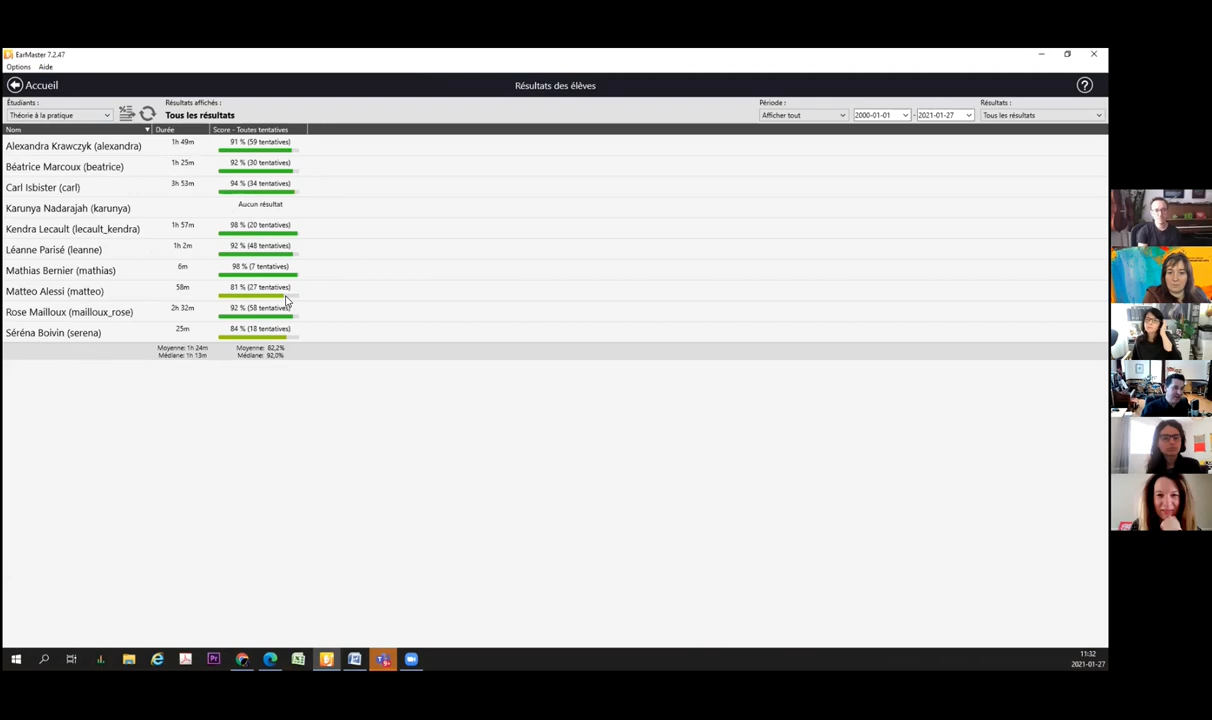 EarMaster 7.2.47
Options Aide
Accueil Résultats des élèves ?
Étudiants : Résultats affichés : Période : Résultats :
Théorie à la pratique Tous les résultats Afficher tout 2000-01-01 - 2021-01-27 Tous les résultats
Nom Durée Score - Toutes tentatives
Alexandra Krawczyk (alexandra) 1h 49m 91 % (59 tentatives)
Béatrice Marcoux (beatrice) 1h 25m 92 % (30 tentatives)
Carl Isbister (carl) 3h 53m 94 % (34 tentatives)
Karunya Nadarajah (karunya) Aucun résultat
Kendra Lecault (lecault_kendra) 1h 57m 98 % (20 tentatives)
Léanne Parisé (leanne) 1h 2m 92 % (48 tentatives)
Mathias Bernier (mathias) 6m 98 % (7 tentatives)
Matteo Alessi (matteo) 58m 81 % (27 tentatives)
Rose Mailloux (mailloux_rose) 2h 32m 92 % (58 tentatives)
Séréna Boivin (serena) 25m 84 % (18 tentatives)
Moyenne: 1h 24m Moyenne: 82,2%
Médiane: 1h 13m Médiane: 92,0%
11:32
2021-01-27